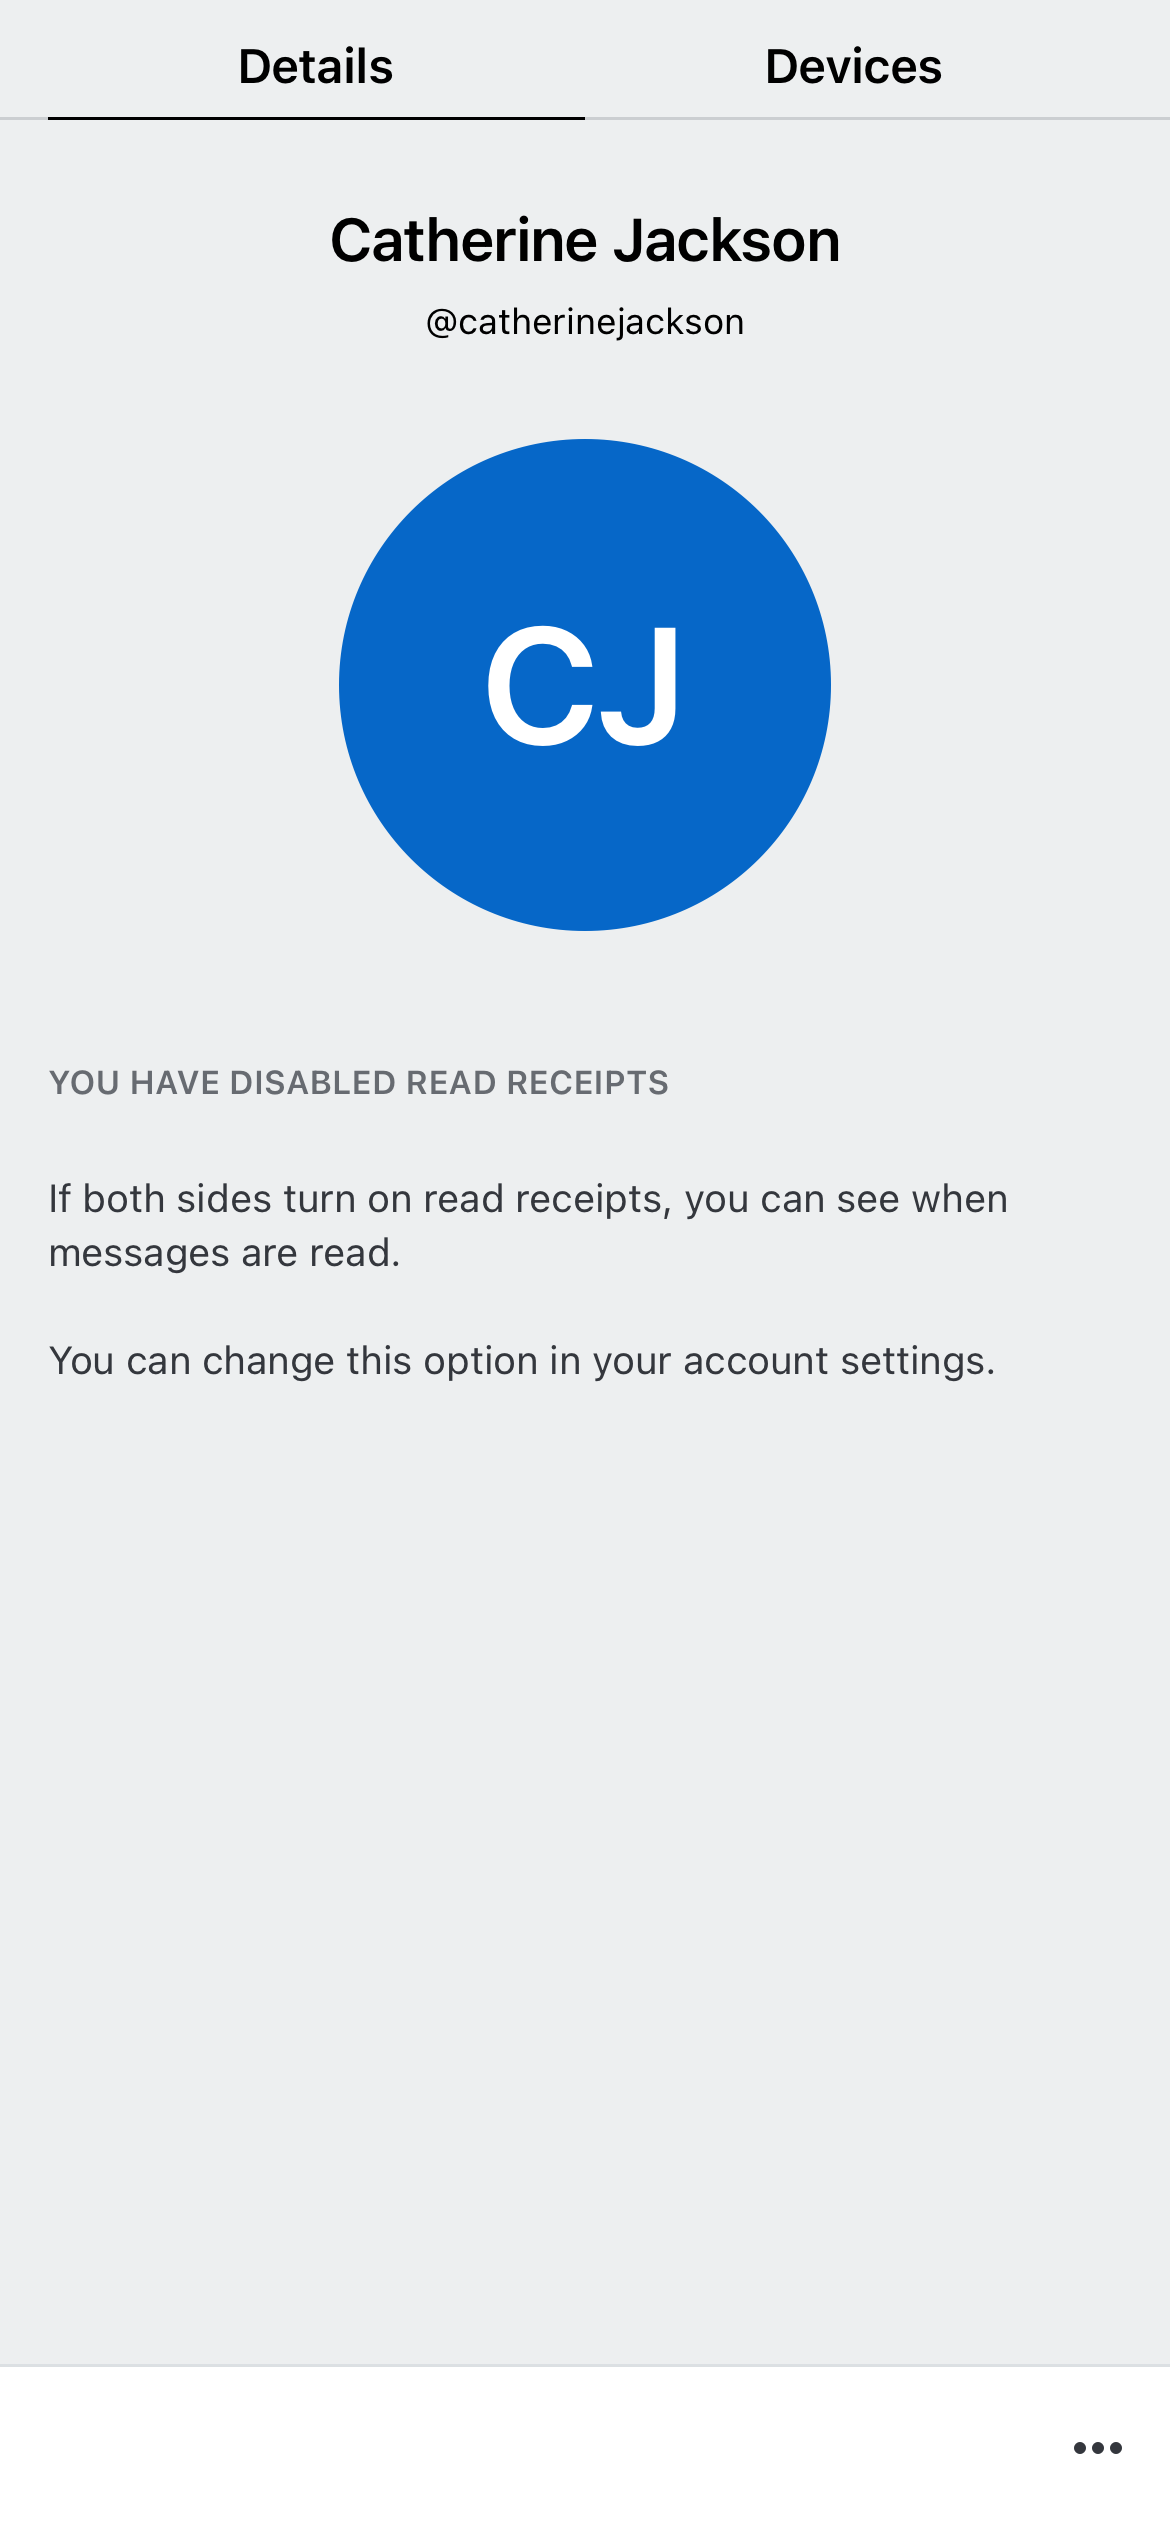 Details
Devices
Catherine Jackson
@catherinejackson
CJ
YOU HAVE DISABLED READ RECEIPTS
If both sides turn on read receipts, you can see when
messages are read.
You can change this option in your account settings.